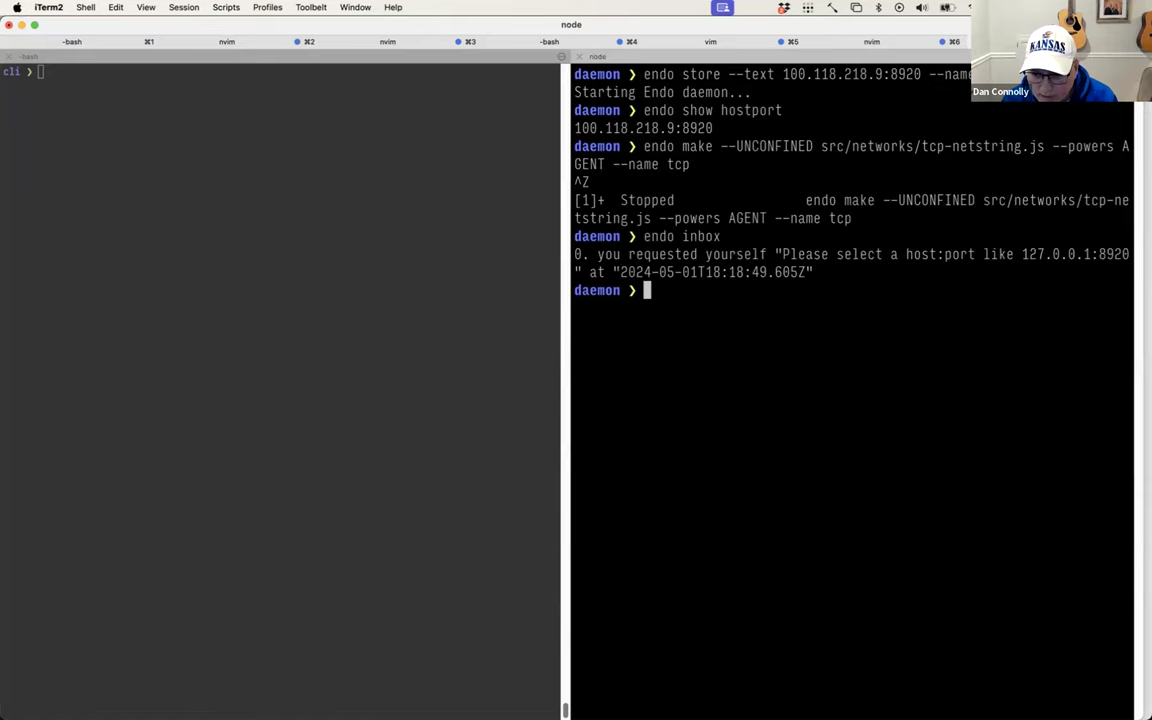 iTerm2 Shell Edit View Session Scripts Profiles Toolbelt Window Help
node
-bash ⌘1 nvim ⌘2 nvim ⌘3 -bash ⌘4 vim ⌘5 nvim ⌘6
-bash
node
cli ❯
daemon ❯ endo store --text 100.118.218.9:8920 --name
Starting Endo daemon...
daemon ❯ endo show hostport
100.118.218.9:8920
daemon ❯ endo make --UNCONFINED src/networks/tcp-netstring.js --powers A
GENT --name tcp
^Z
[1]+  Stopped                 endo make --UNCONFINED src/networks/tcp-ne
tstring.js --powers AGENT --name tcp
daemon ❯ endo inbox
0. you requested yourself "Please select a host:port like 127.0.0.1:8920
" at "2024-05-01T18:18:49.605Z"
daemon ❯
KANSAS
Dan Connolly